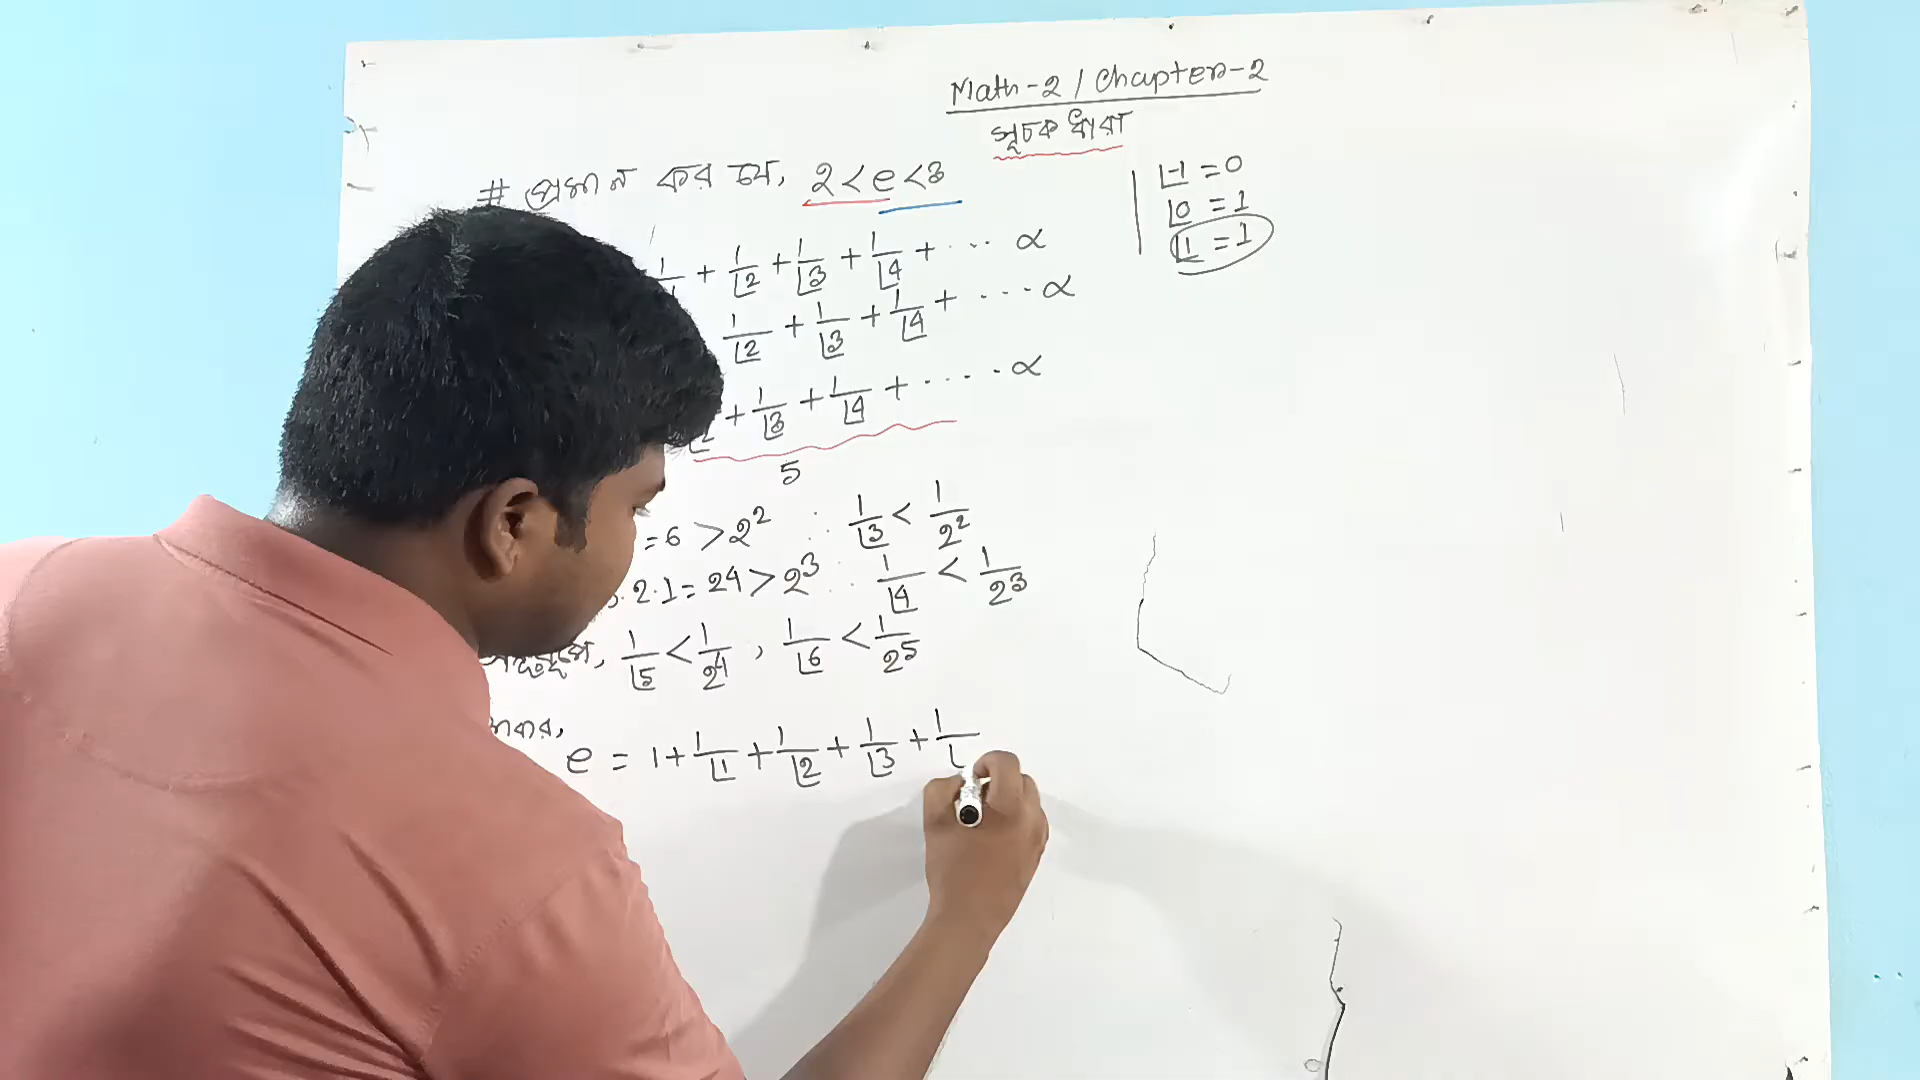 Math-2 / Chapter-2
সূচক ধারা
# প্রমান কর যে, 2 < e < 3
⌊-1 = 0
⌊0 = 1
⌊1 = 1
1/⌊1 + 1/⌊2 + 1/⌊3 + 1/⌊4 + ... ∝
1/⌊2 + 1/⌊3 + 1/⌊4 + .... ∝
+ 1/⌊3 + 1/⌊4 + ..... ∝
5
= 6 > 2² ∴ 1/⌊3 < 1/2²
.2.1 = 24 > 2³ ∴ 1/⌊4 < 1/2³
1/⌊5 < 1/2⁴ , 1/⌊6 < 1/2⁵
e = 1 + 1/⌊1 + 1/⌊2 + 1/⌊3 + 1/⌊